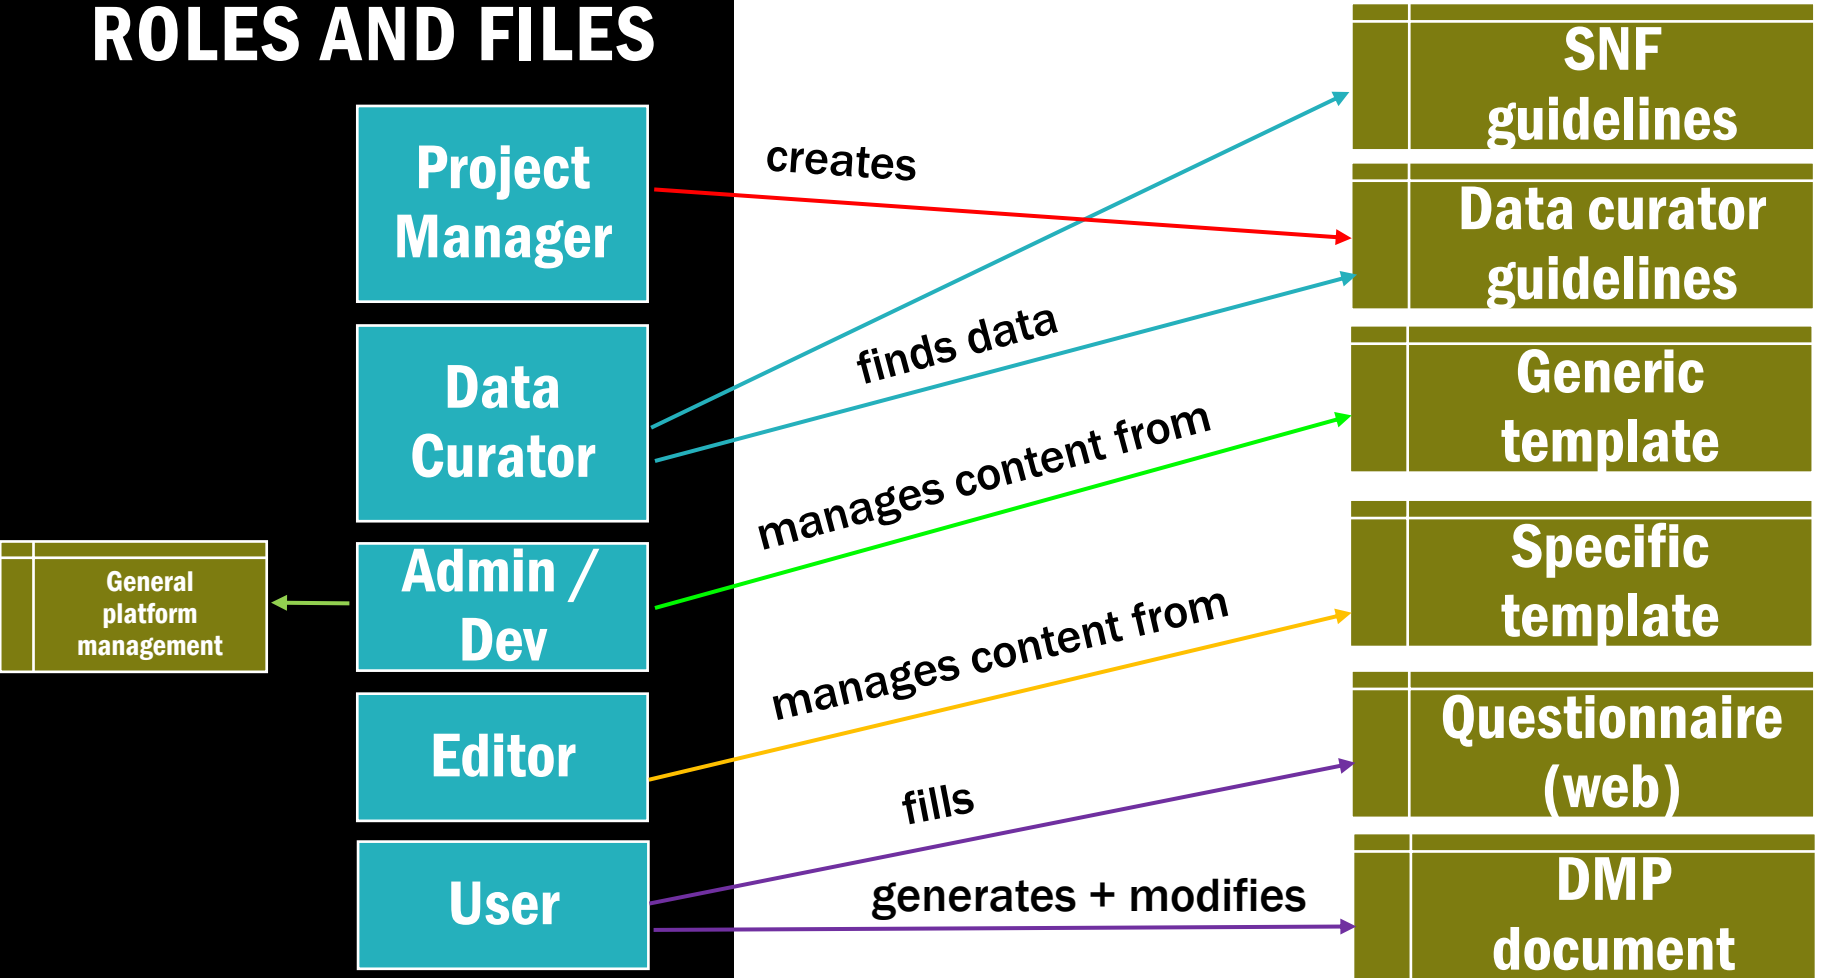 ROLES AND FILES
Project
Manager
Data
Curator
Admin /
Dev
Editor
User
General
platform
management
creates
finds data
manages content from
manages content from
fills
generates + modifies
SNF
guidelines
Data curator
guidelines
Generic
template
Specific
template
Questionnaire
(web)
DMP
document